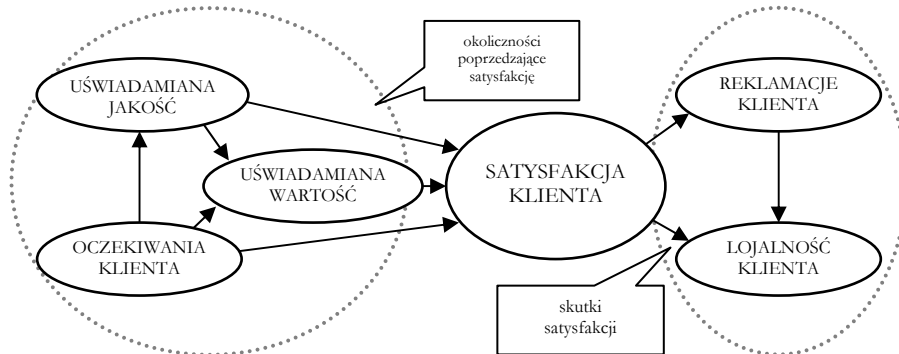 okoliczności
poprzedzające
satysfakcję
UŚWIADAMIANA
JAKOŚĆ
REKLAMACJE
KLIENTA
UŚWIADAMIANA
WARTOŚĆ
SATYSFAKCJA
KLIENTA
OCZEKIWANIA
KLIENTA
LOJALNOŚĆ
KLIENTA
skutki
satysfakcji